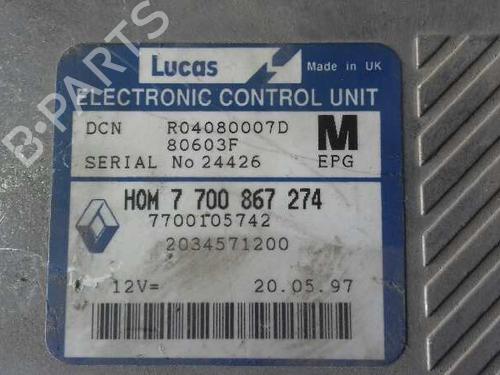 Lucas
Made in UK
ELECTRONIC CONTROL UNIT
DCN R04080007D M
80603F
SERIAL No 24426 EPG
HOM 7 700 867 274
7700105742
2034571200
12V= 20.05.97
B-PARTS